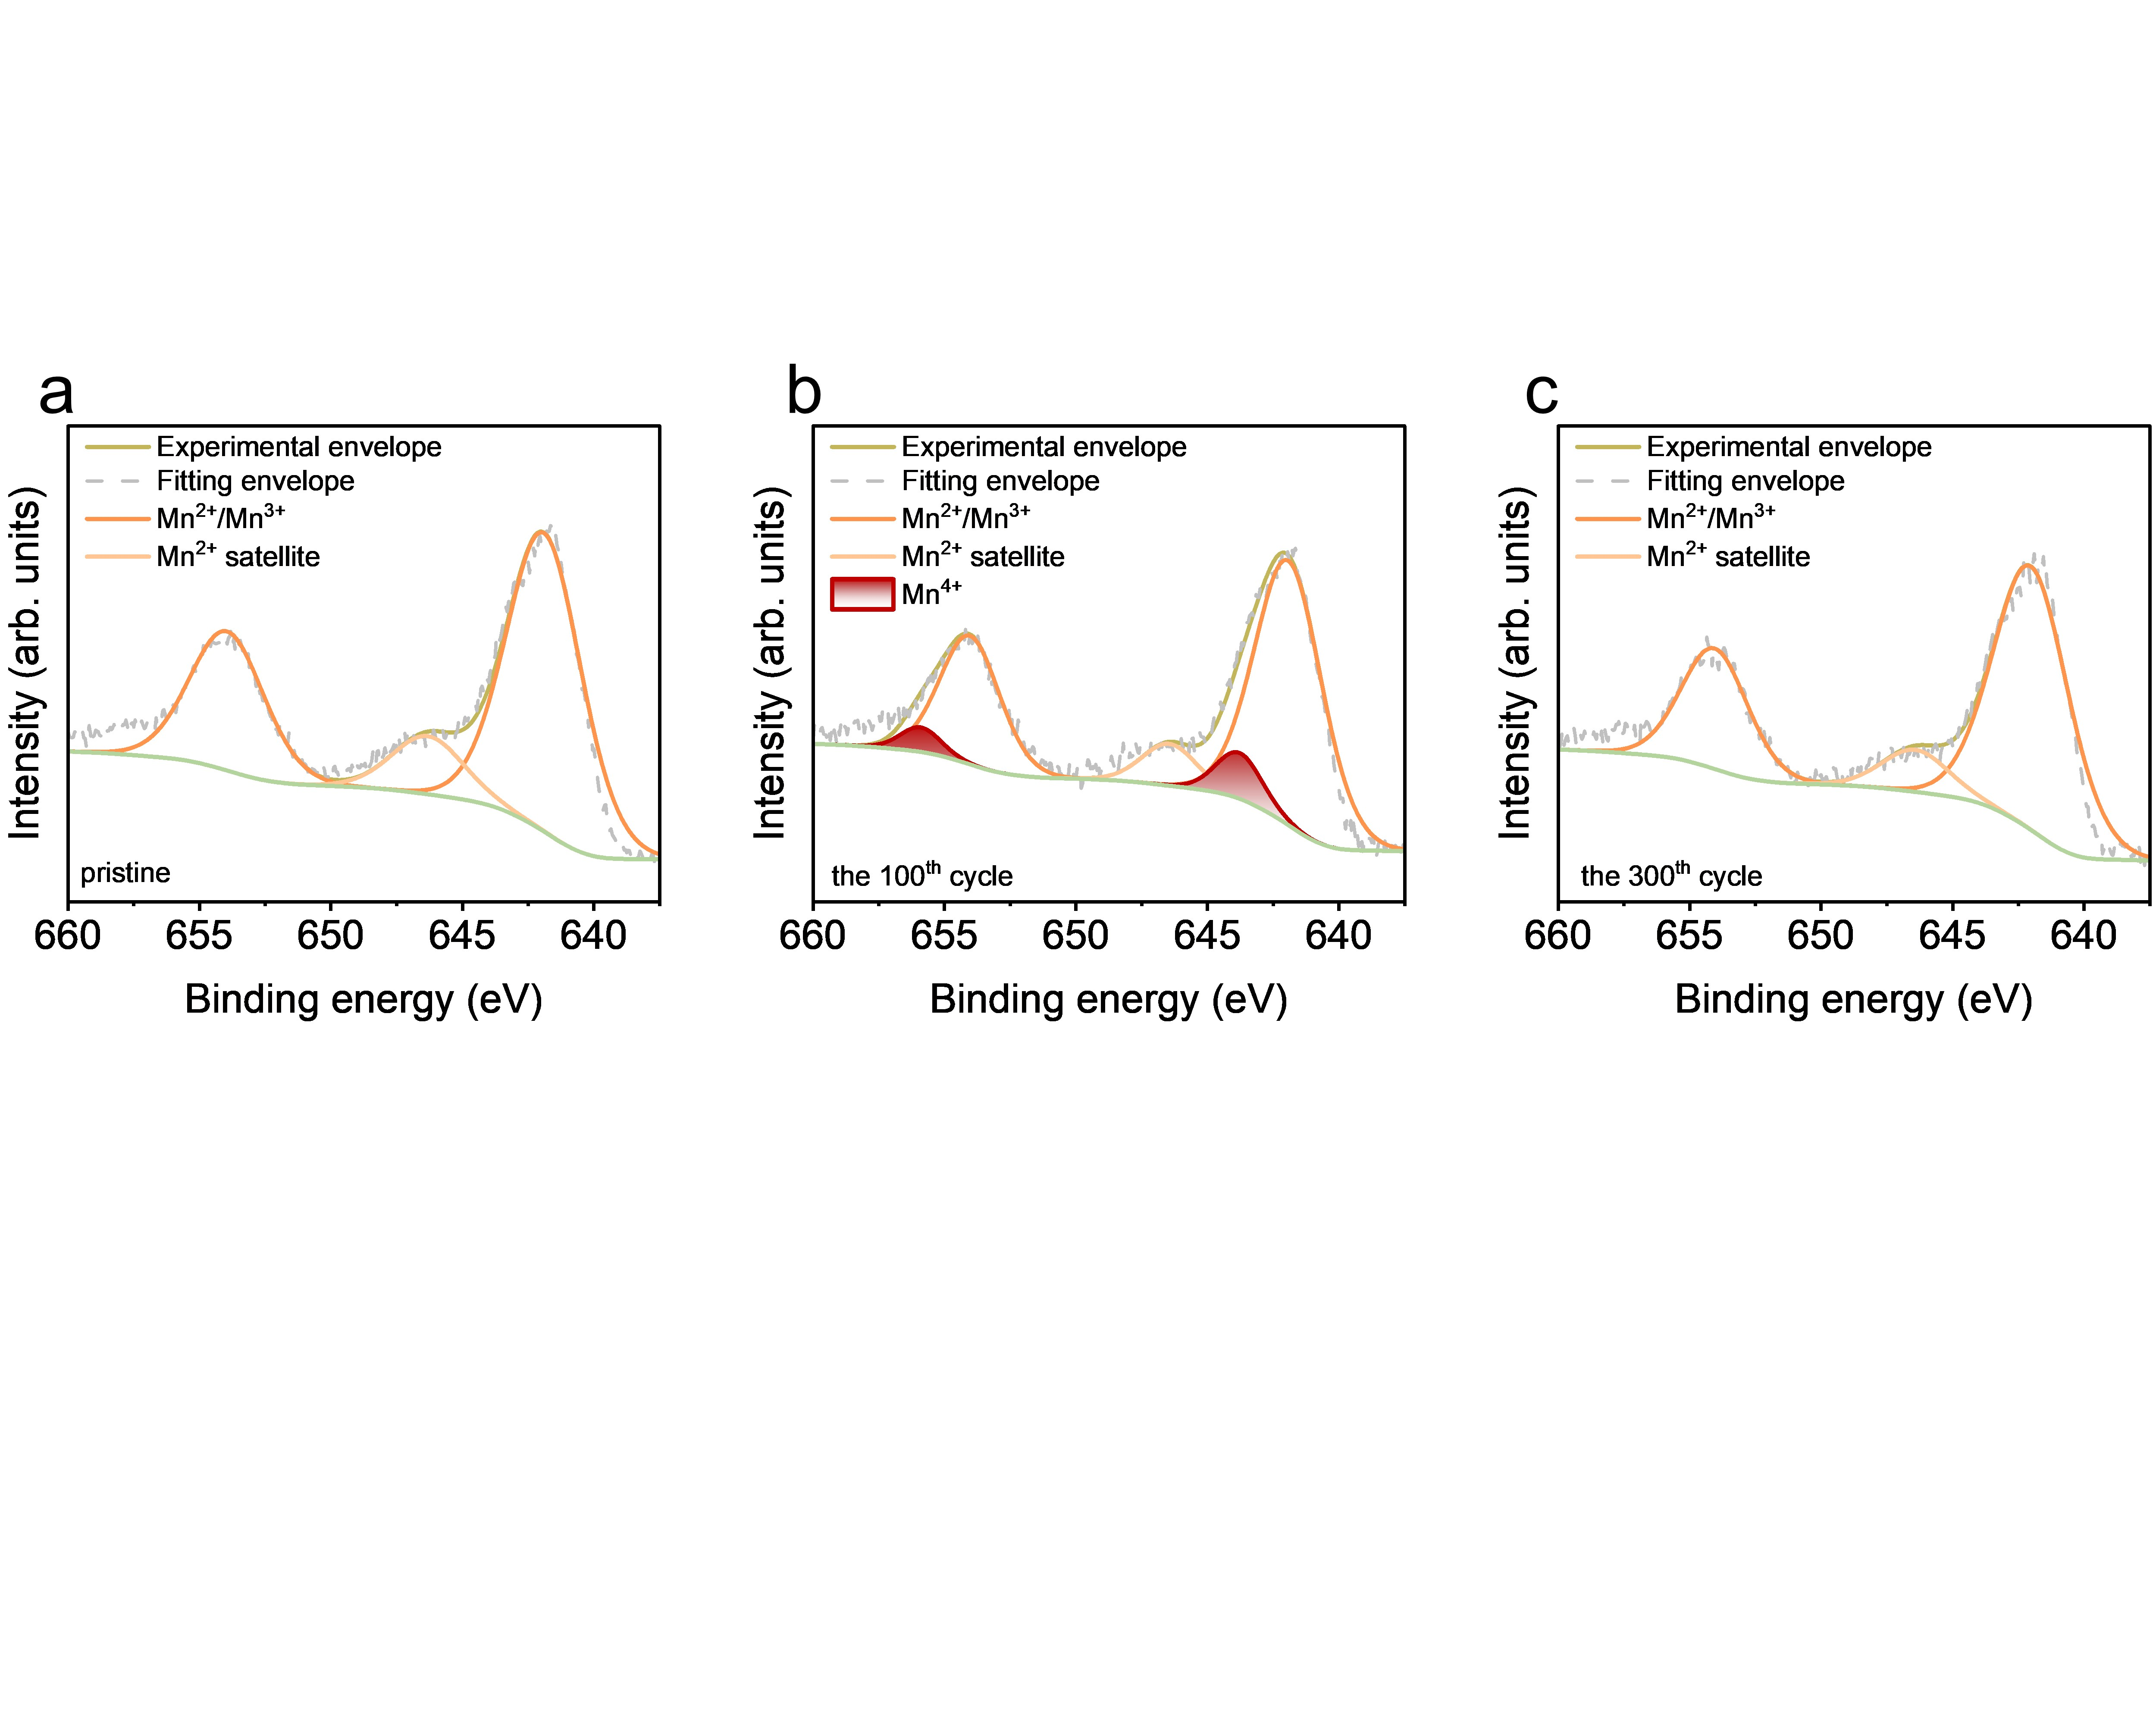 a
Experimental envelope
Fitting envelope
Mn²⁺/Mn³⁺
Mn²⁺ satellite
pristine
Intensity (arb. units)
660 655 650 645 640
Binding energy (eV)
b
Experimental envelope
Fitting envelope
Mn²⁺/Mn³⁺
Mn²⁺ satellite
Mn⁴⁺
the 100ᵗʰ cycle
Intensity (arb. units)
660 655 650 645 640
Binding energy (eV)
c
Experimental envelope
Fitting envelope
Mn²⁺/Mn³⁺
Mn²⁺ satellite
the 300ᵗʰ cycle
Intensity (arb. units)
660 655 650 645 640
Binding energy (eV)